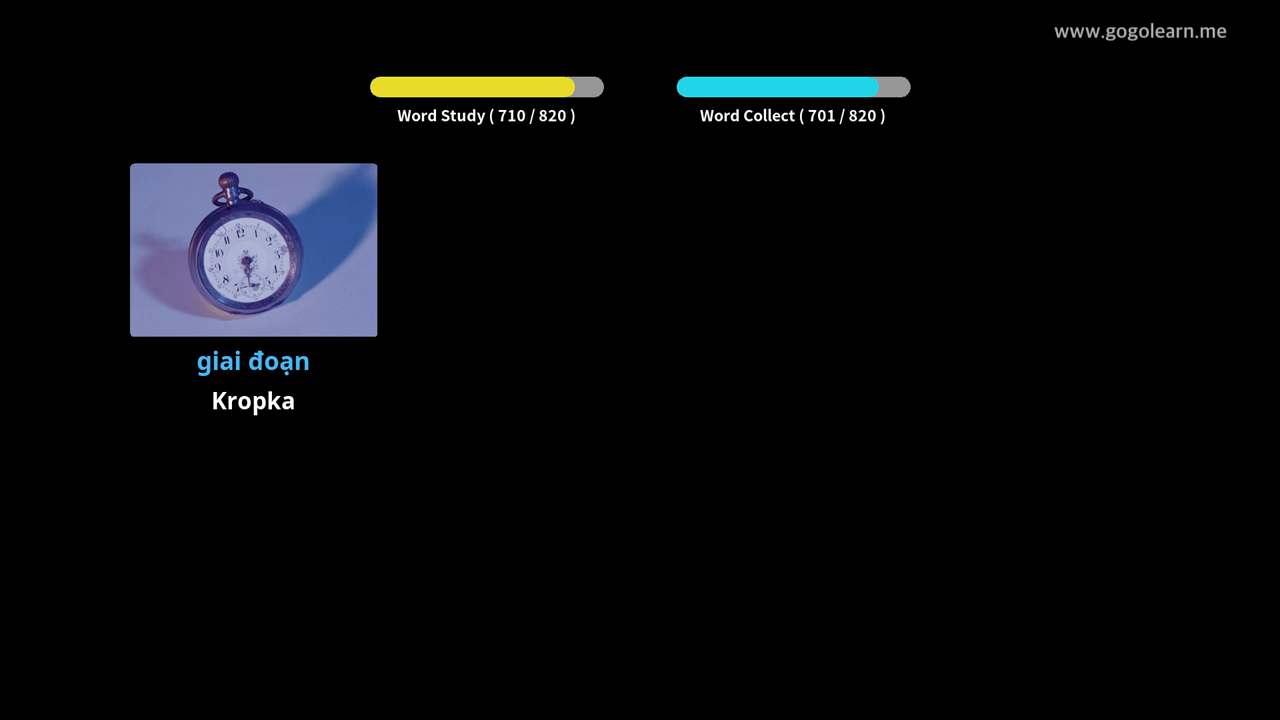 www.gogolearn.me
Word Study ( 710 / 820 )
Word Collect ( 701 / 820 )
giai đoạn
Kropka